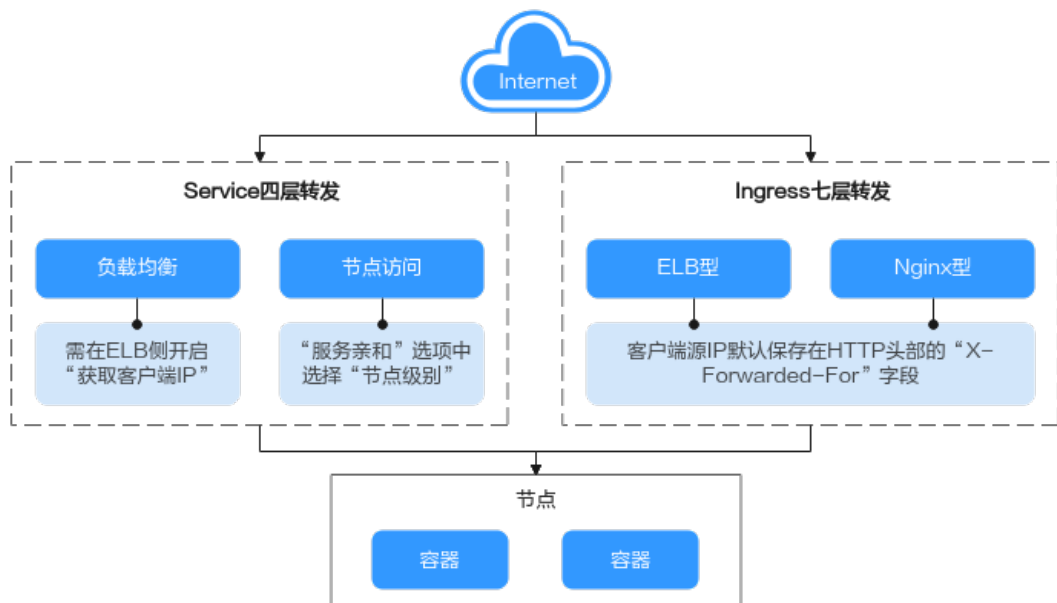 Internet
Service四层转发
Ingress七层转发
负载均衡
节点访问
ELB型
Nginx型
需在ELB侧开启
“获取客户端IP”
“服务亲和”选项中
选择“节点级别”
客户端源IP默认保存在HTTP头部的“X-
Forwarded-For”字段
节点
容器
容器